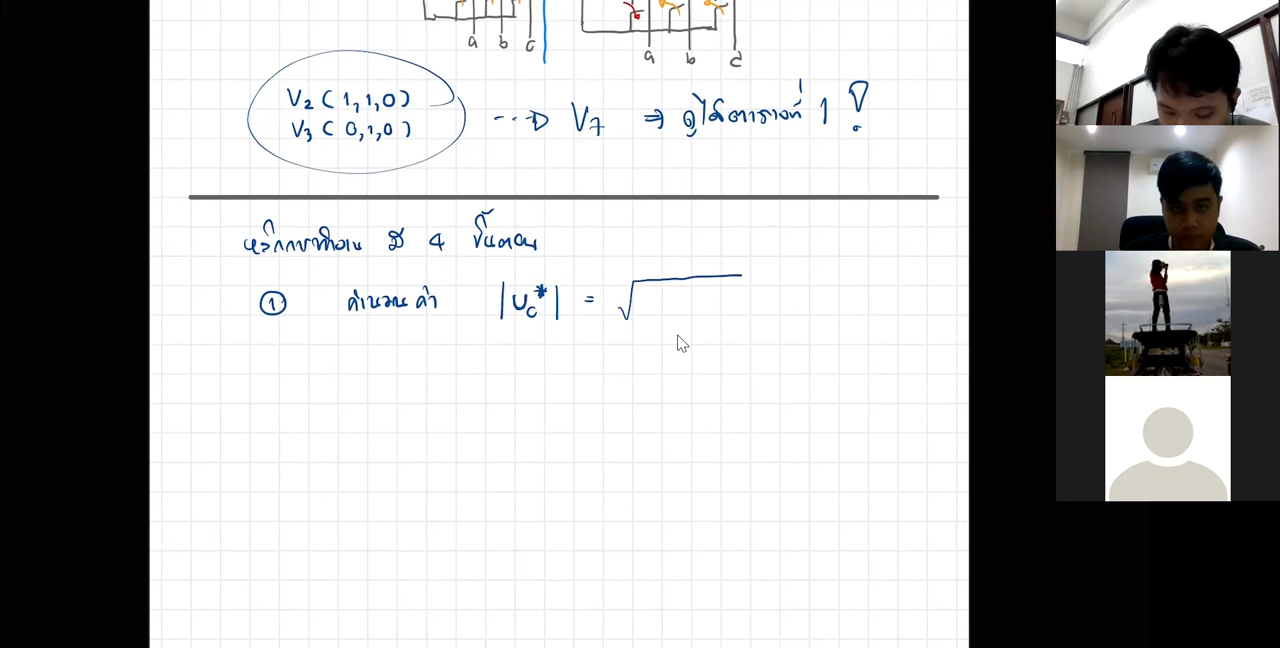 a b c a b c
V₂ (1,1,0)
V₃ (0,1,0)
⇢ V₇ ⇒ ดูได้ตารางที่ 1 !
หลักการทำงาน มี 4 ขั้นตอน
① คำนวณค่า |u_c*| = √